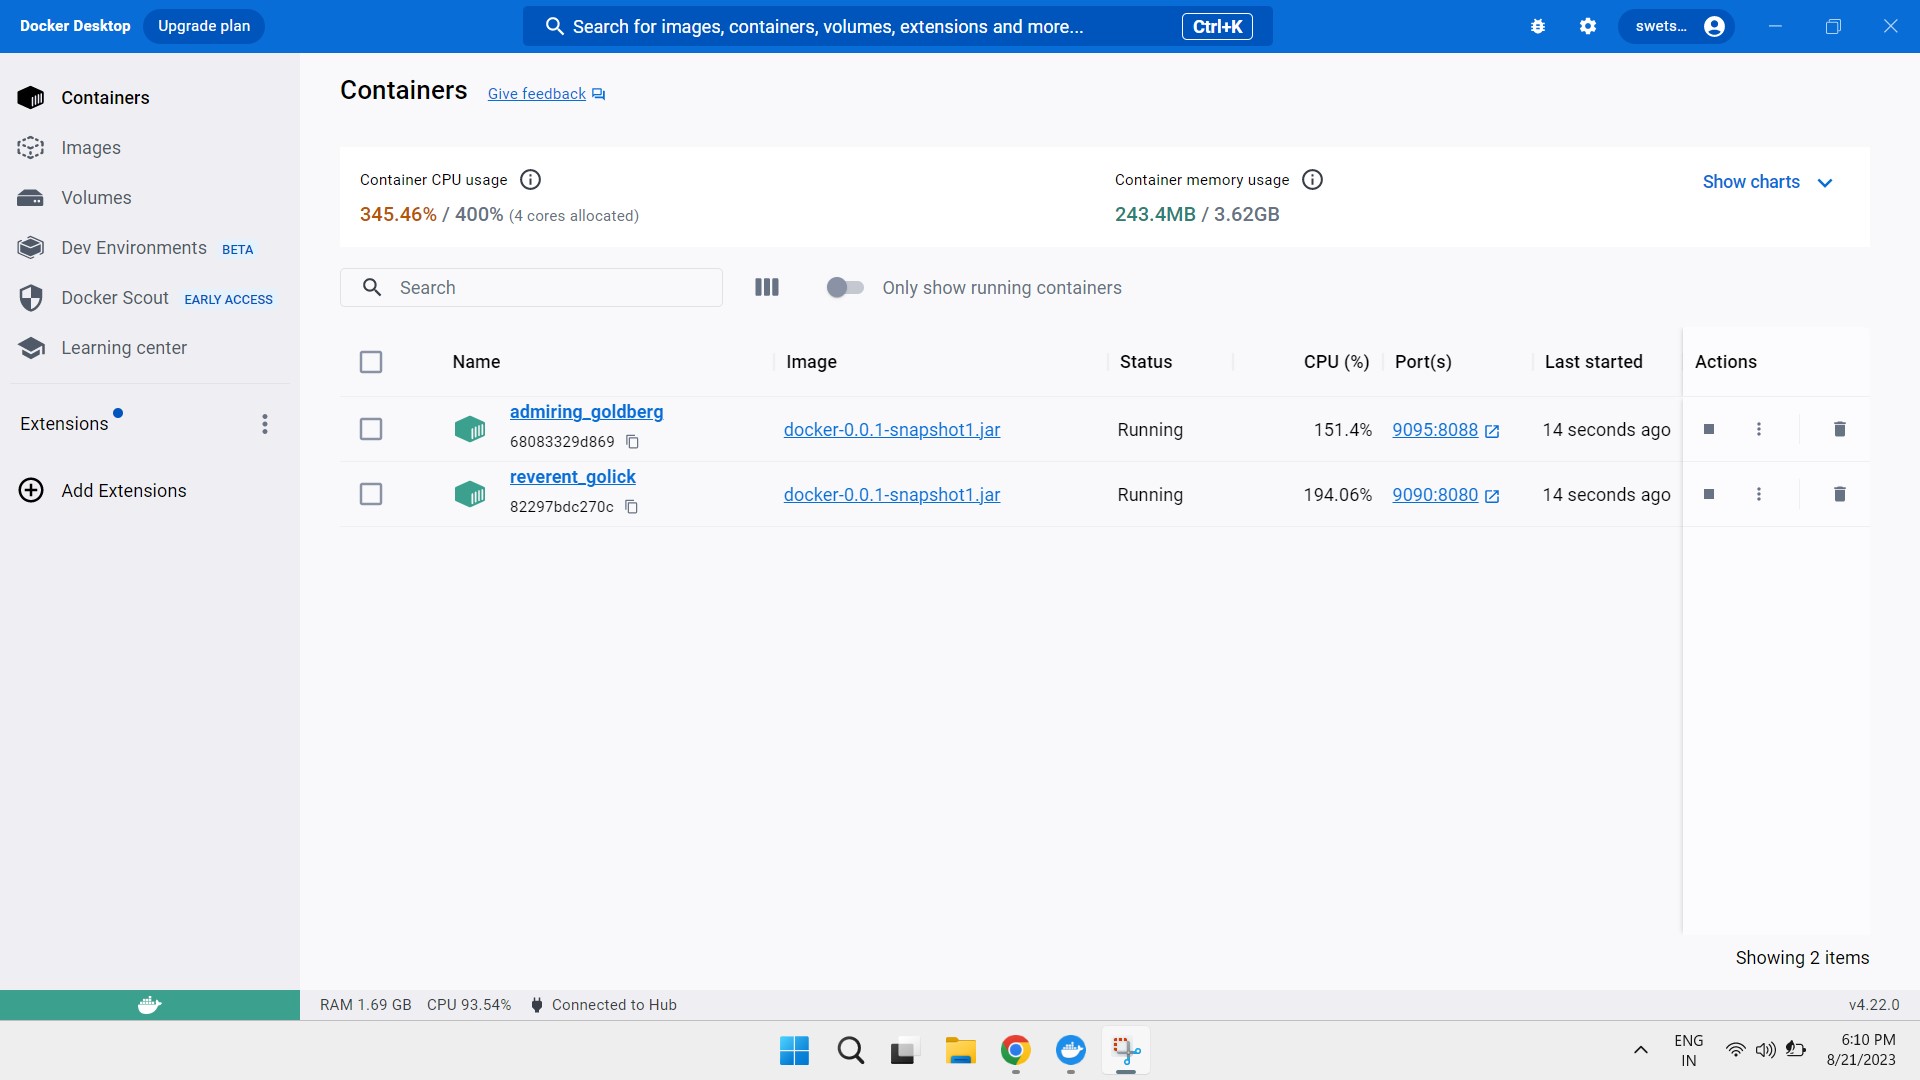 Docker Desktop Upgrade plan Search for images, containers, volumes, extensions and more... Ctrl+K swets...
Containers
Images
Volumes
Dev Environments BETA
Docker Scout EARLY ACCESS
Learning center
Extensions
Add Extensions
Containers Give feedback
Container CPU usage
345.46% / 400% (4 cores allocated)
Container memory usage
243.4MB / 3.62GB
Show charts
Search Only show running containers
Name Image Status CPU (%) Port(s) Last started Actions
admiring_goldberg
68083329d869
docker-0.0.1-snapshot1.jar Running 151.4% 9095:8088 14 seconds ago
reverent_golick
82297bdc270c
docker-0.0.1-snapshot1.jar Running 194.06% 9090:8080 14 seconds ago
Showing 2 items
RAM 1.69 GB CPU 93.54% Connected to Hub v4.22.0
ENG
IN
6:10 PM
8/21/2023